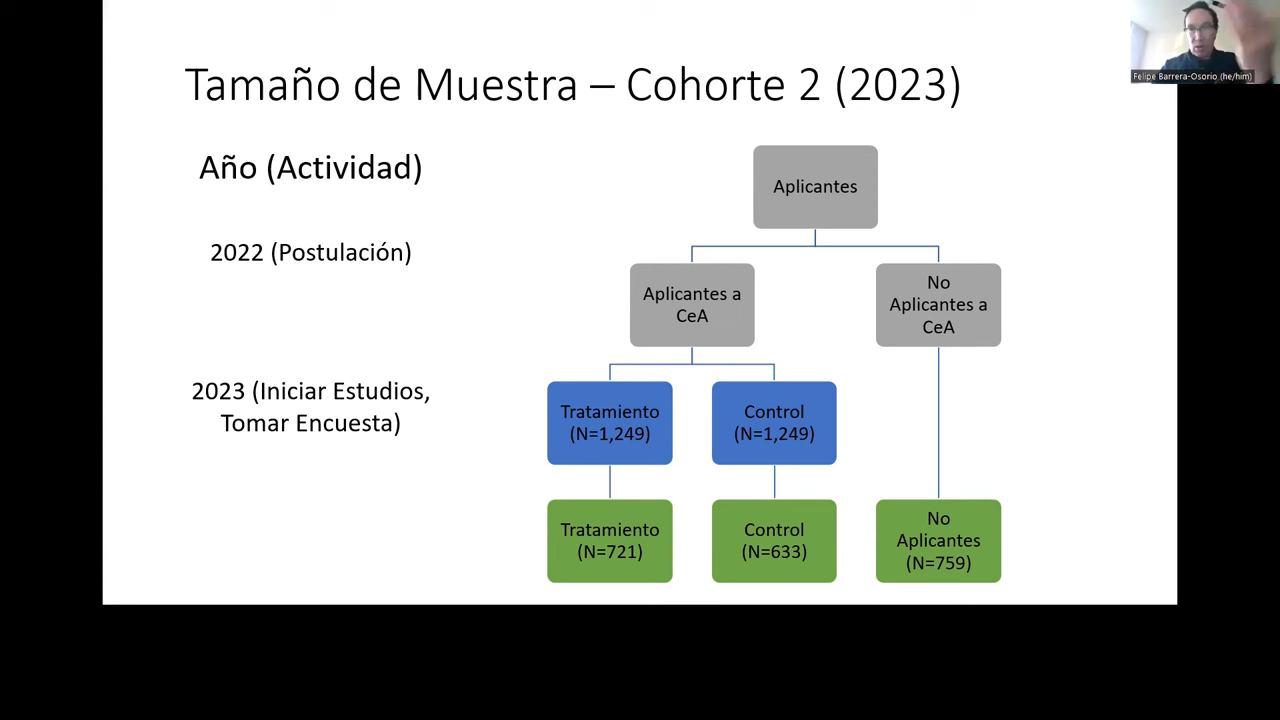 Felipe Barrera-Osorio (he/him)
Tamaño de Muestra – Cohorte 2 (2023)
Año (Actividad)
2022 (Postulación)
2023 (Iniciar Estudios,
Tomar Encuesta)
Aplicantes
Aplicantes a
CeA
No
Aplicantes a
CeA
Tratamiento
(N=1,249)
Control
(N=1,249)
Tratamiento
(N=721)
Control
(N=633)
No
Aplicantes
(N=759)